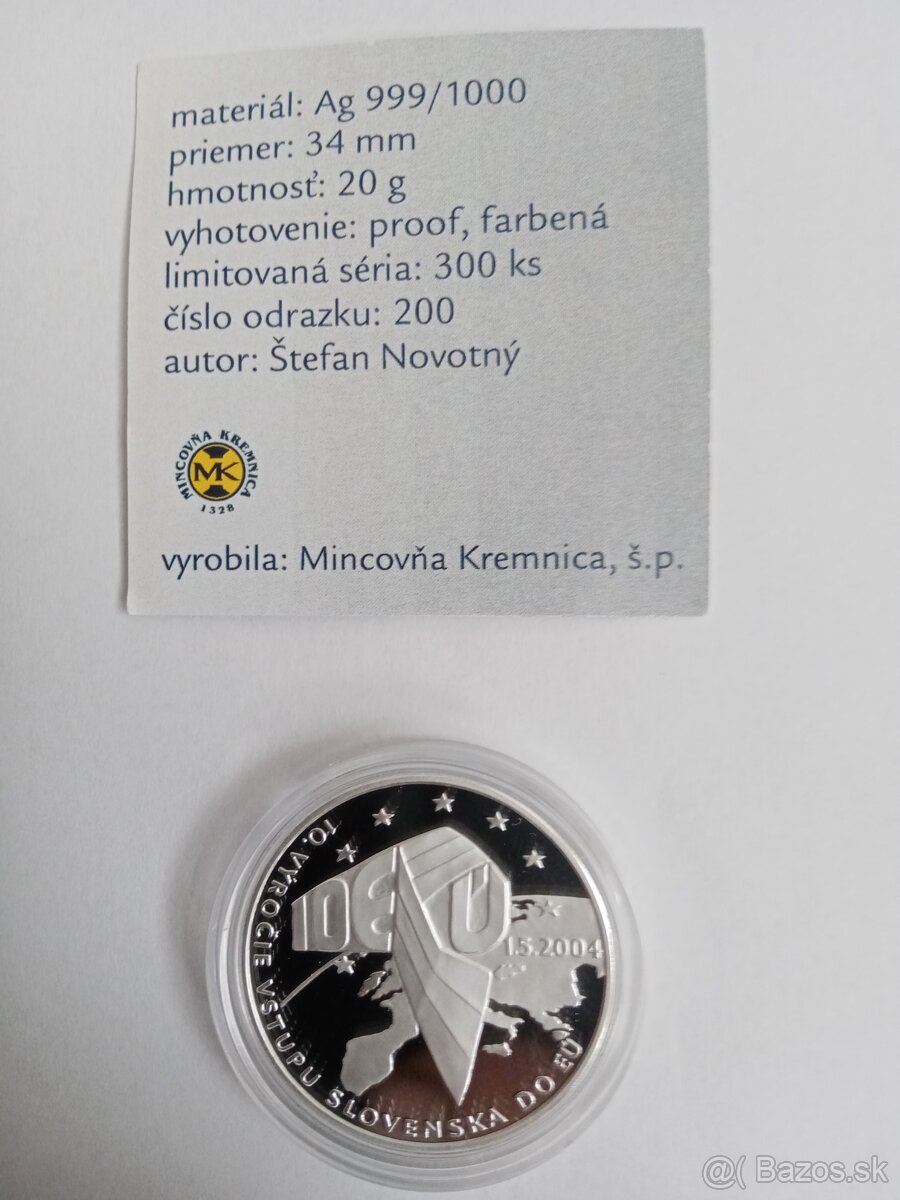 materiál: Ag 999/1000
priemer: 34 mm
hmotnosť: 20 g
vyhotovenie: proof, farbená
limitovaná séria: 300 ks
číslo odrazku: 200
autor: Štefan Novotný
MINCOVŇA KREMNICA
MK
1328
vyrobila: Mincovňa Kremnica, š.p.
10. VÝROČIE VSTUPU SLOVENSKA DO EÚ
1.5.2004
@( Bazos.sk